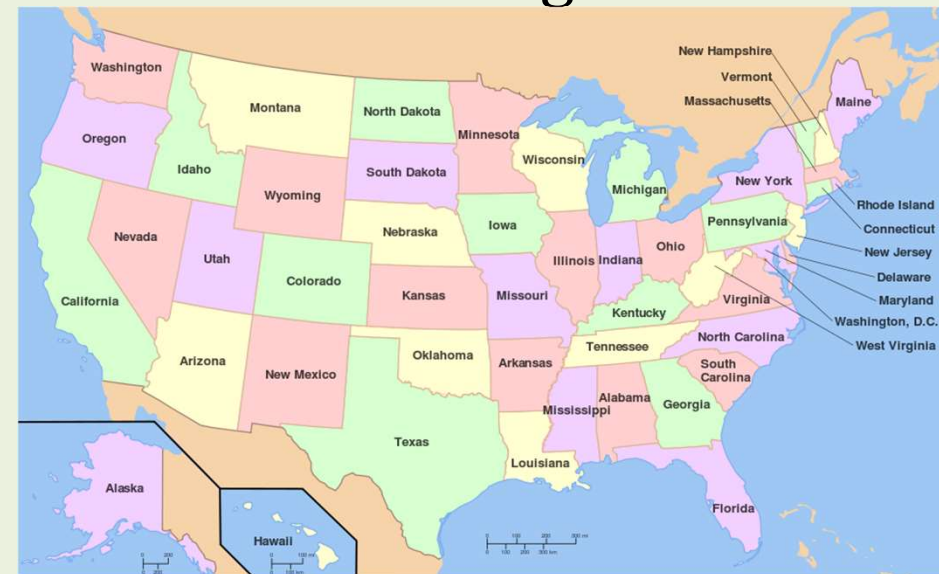 New Hampshire
Vermont
Massachusetts
Washington
Montana
North Dakota
Minnesota
Maine
Oregon
Idaho
Wisconsin
South Dakota
Michigan
New York
Wyoming
Rhode Island
Iowa
Pennsylvania
Connecticut
Nebraska
Nevada
Ohio
New Jersey
Utah
Illinois
Indiana
Colorado
Delaware
California
Kansas
Missouri
Virginia
Maryland
Kentucky
Washington, D.C.
North Carolina
West Virginia
Tennessee
Oklahoma
Arizona
Arkansas
New Mexico
South
Carolina
Alabama
Georgia
Mississippi
Texas
Louisiana
Alaska
Florida
Hawaii